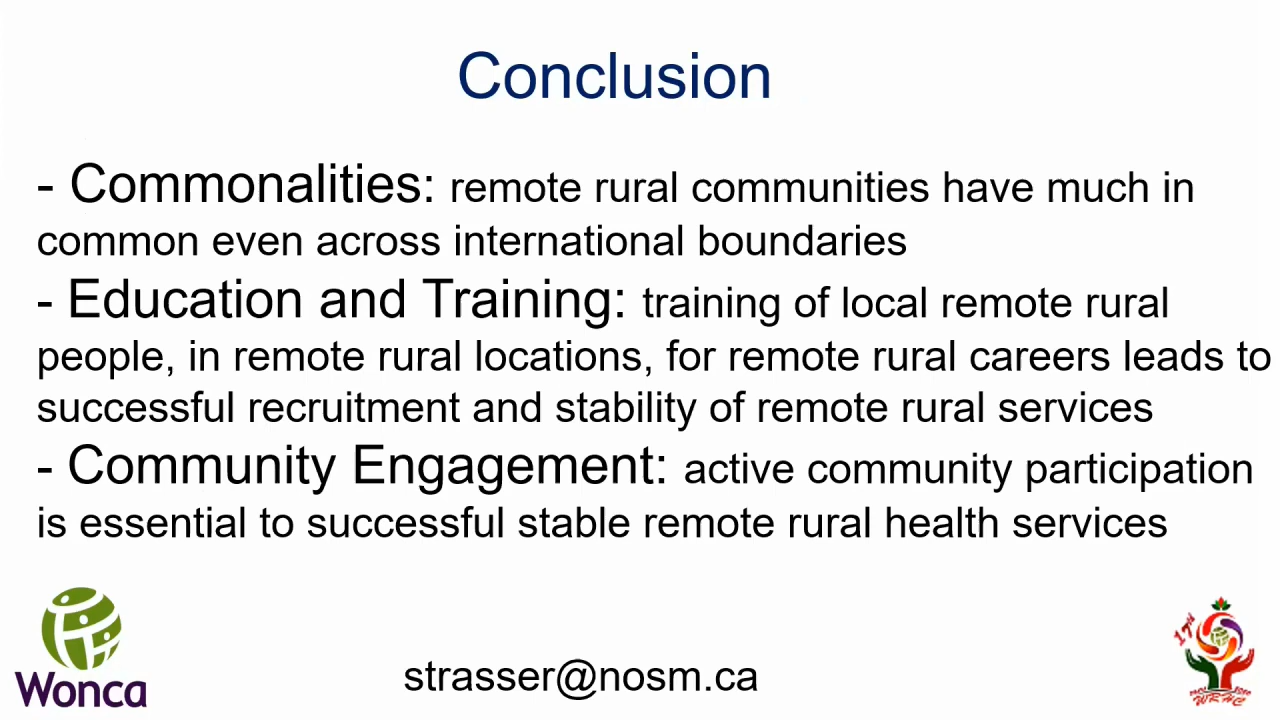 Conclusion
- Commonalities: remote rural communities have much in
common even across international boundaries
- Education and Training: training of local remote rural
people, in remote rural locations, for remote rural careers leads to
successful recruitment and stability of remote rural services
- Community Engagement: active community participation
is essential to successful stable remote rural health services
Wonca
strasser@nosm.ca
17th
WRHC